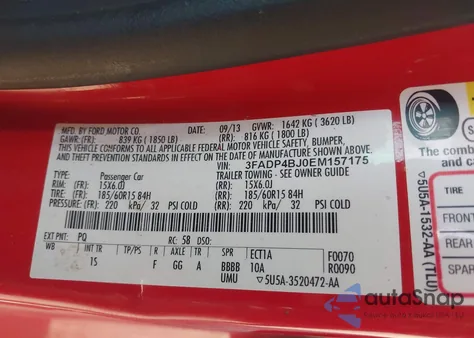 MFD. BY FORD MOTOR CO.
DATE: 09/13 GVWR: 1642 KG ( 3620 LB)
GAWR: (FR): 839 KG ( 1850 LB) (RR): 816 KG ( 1800 LB)
THIS VEHICLE CONFORMS TO ALL APPLICABLE FEDERAL MOTOR VEHICLE SAFETY, BUMPER,
AND THEFT PREVENTION STANDARDS IN EFFECT ON THE DATE OF MANUFACTURE SHOWN ABOVE.
VIN: 3FADP4BJ0EM157175
TYPE: Passenger Car TRAILER TOWING - SEE OWNER GUIDE
RIM: 15X6.0J (RR): 15X6.0J
TIRE: (FR): 185/60R15 84H (RR): 185/60R15 84H
PRESSURE: (FR): 220 kPa/ 32 PSI COLD (RR): 220 kPa/ 32 PSI COLD
EXT PNT: PQ RC: 58 DSO: F0070
WB INT TR TP/PS R AXLE TR SPR ECT1A R0090
15 F GG A BBBB 10A
UMU ▽5U5A-3520472-AA
The combi
and
TIRE
FRONT
REAR
SPAR
▽5U5A-1532-AA (TLU)
autoSnap